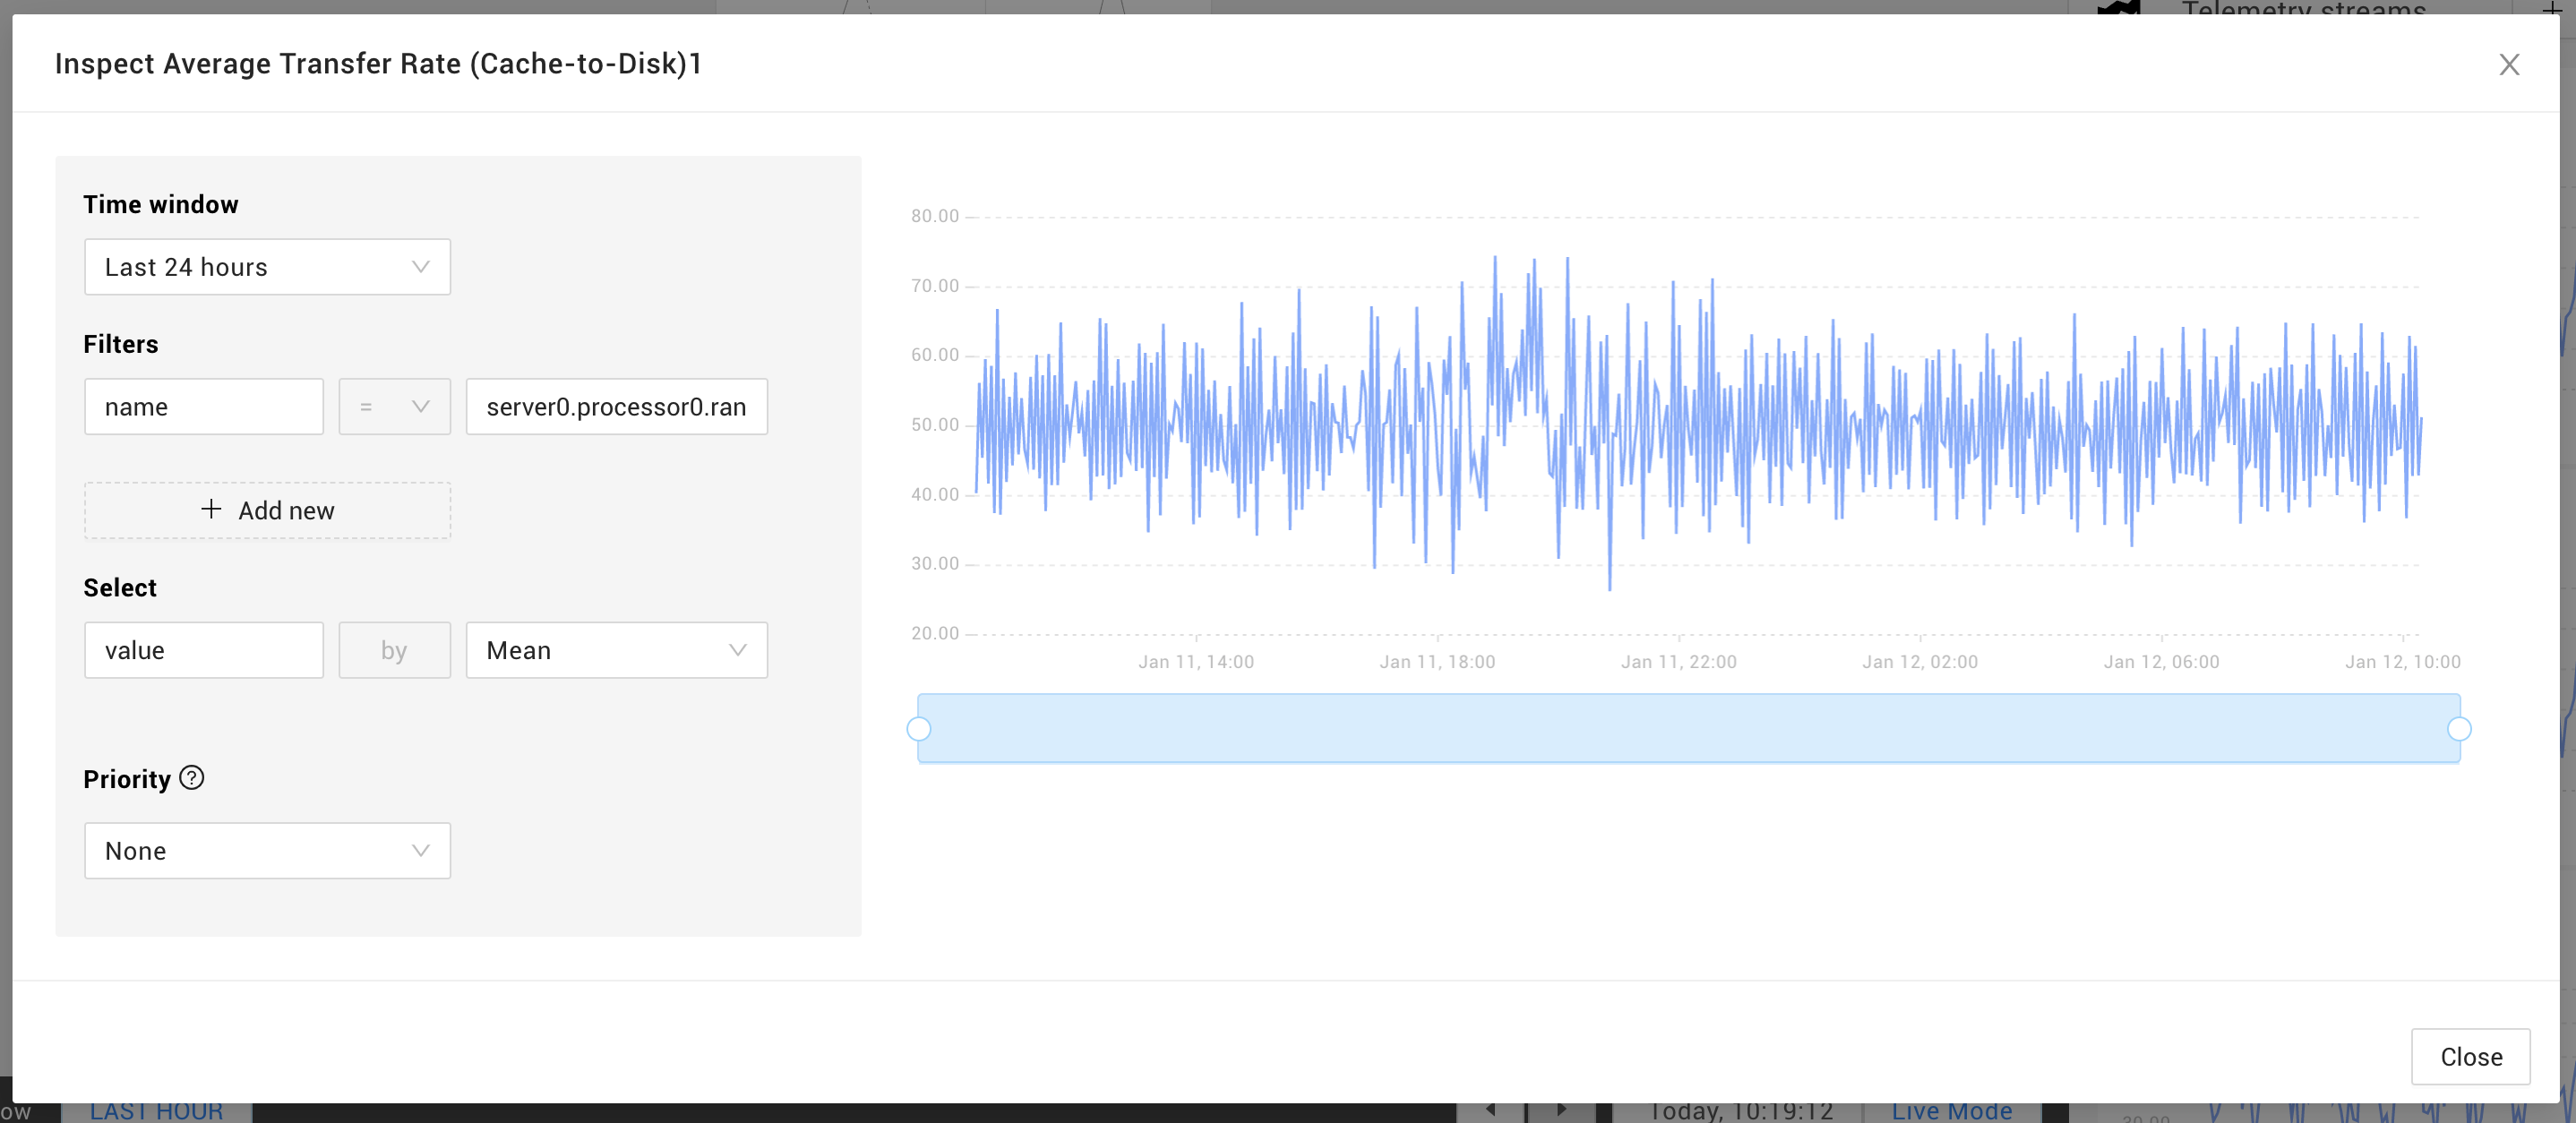 Telemetry streams
Inspect Average Transfer Rate (Cache-to-Disk)1
Time window
Last 24 hours
Filters
name = server0.processor0.ran
+ Add new
Select
value by Mean
Priority ?
None
80.00
70.00
60.00
50.00
40.00
30.00
20.00
Jan 11, 14:00 Jan 11, 18:00 Jan 11, 22:00 Jan 12, 02:00 Jan 12, 06:00 Jan 12, 10:00
Close
ow LAST HOUR Today, 10:19:12 Live Mode 30.00